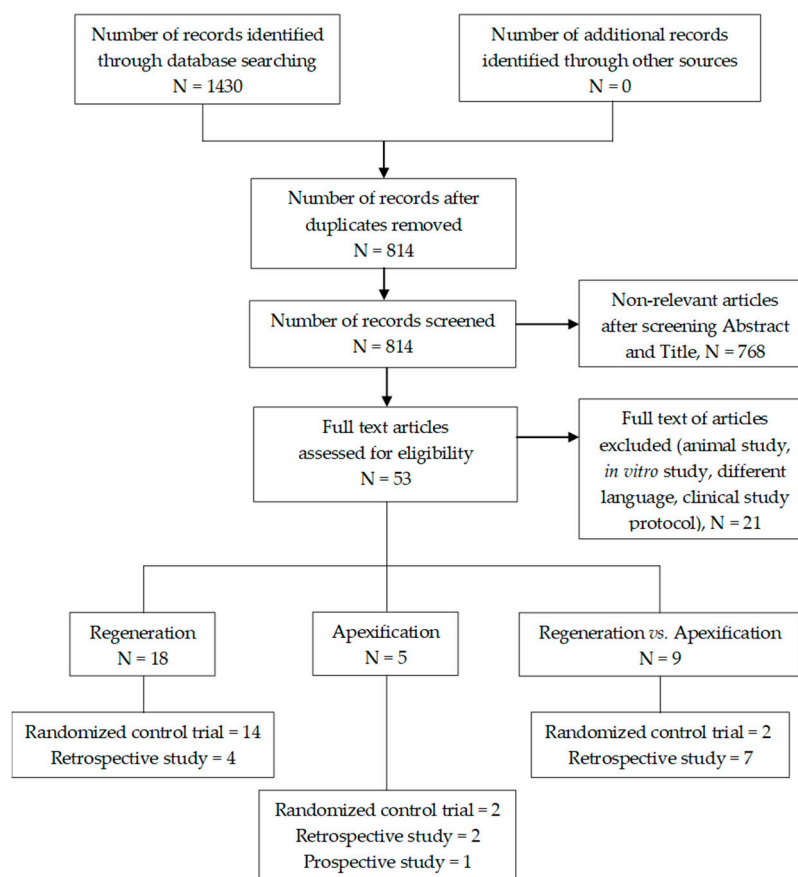 Number of records identified
through database searching
N = 1430
Number of additional records
identified through other sources
N = 0
Number of records after
duplicates removed
N = 814
Number of records screened
N = 814
Non-relevant articles
after screening Abstract
and Title, N = 768
Full text articles
assessed for eligibility
N = 53
Full text of articles
excluded (animal study,
in vitro study, different
language, clinical study
protocol), N = 21
Regeneration
N = 18
Apexification
N = 5
Regeneration vs. Apexification
N = 9
Randomized control trial = 14
Retrospective study = 4
Randomized control trial = 2
Retrospective study = 2
Prospective study = 1
Randomized control trial = 2
Retrospective study = 7